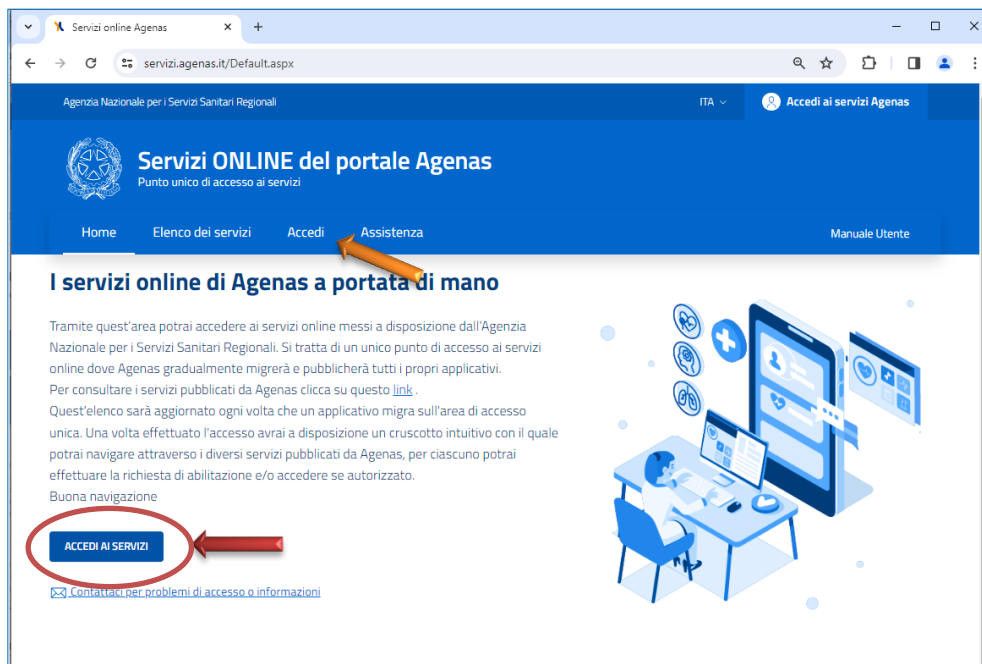 Servizi online Agenas
servizi.agenas.it/Default.aspx
Agenzia Nazionale per i Servizi Sanitari Regionali
ITA
Accedi ai servizi Agenas
Servizi ONLINE del portale Agenas
Punto unico di accesso ai servizi
Home Elenco dei servizi Accedi Assistenza Manuale Utente
I servizi online di Agenas a portata di mano
Tramite quest'area potrai accedere ai servizi online messi a disposizione dall'Agenzia
Nazionale per i Servizi Sanitari Regionali. Si tratta di un unico punto di accesso ai servizi
online dove Agenas gradualmente migrerà e pubblicherà tutti i propri applicativi.
Per consultare i servizi pubblicati da Agenas clicca su questo link .
Quest'elenco sarà aggiornato ogni volta che un applicativo migra sull'area di accesso
unica. Una volta effettuato l'accesso avrai a disposizione un cruscotto intuitivo con il quale
potrai navigare attraverso i diversi servizi pubblicati da Agenas, per ciascuno potrai
effettuare la richiesta di abilitazione e/o accedere se autorizzato.
Buona navigazione
ACCEDI AI SERVIZI
Contattaci per problemi di accesso o informazioni